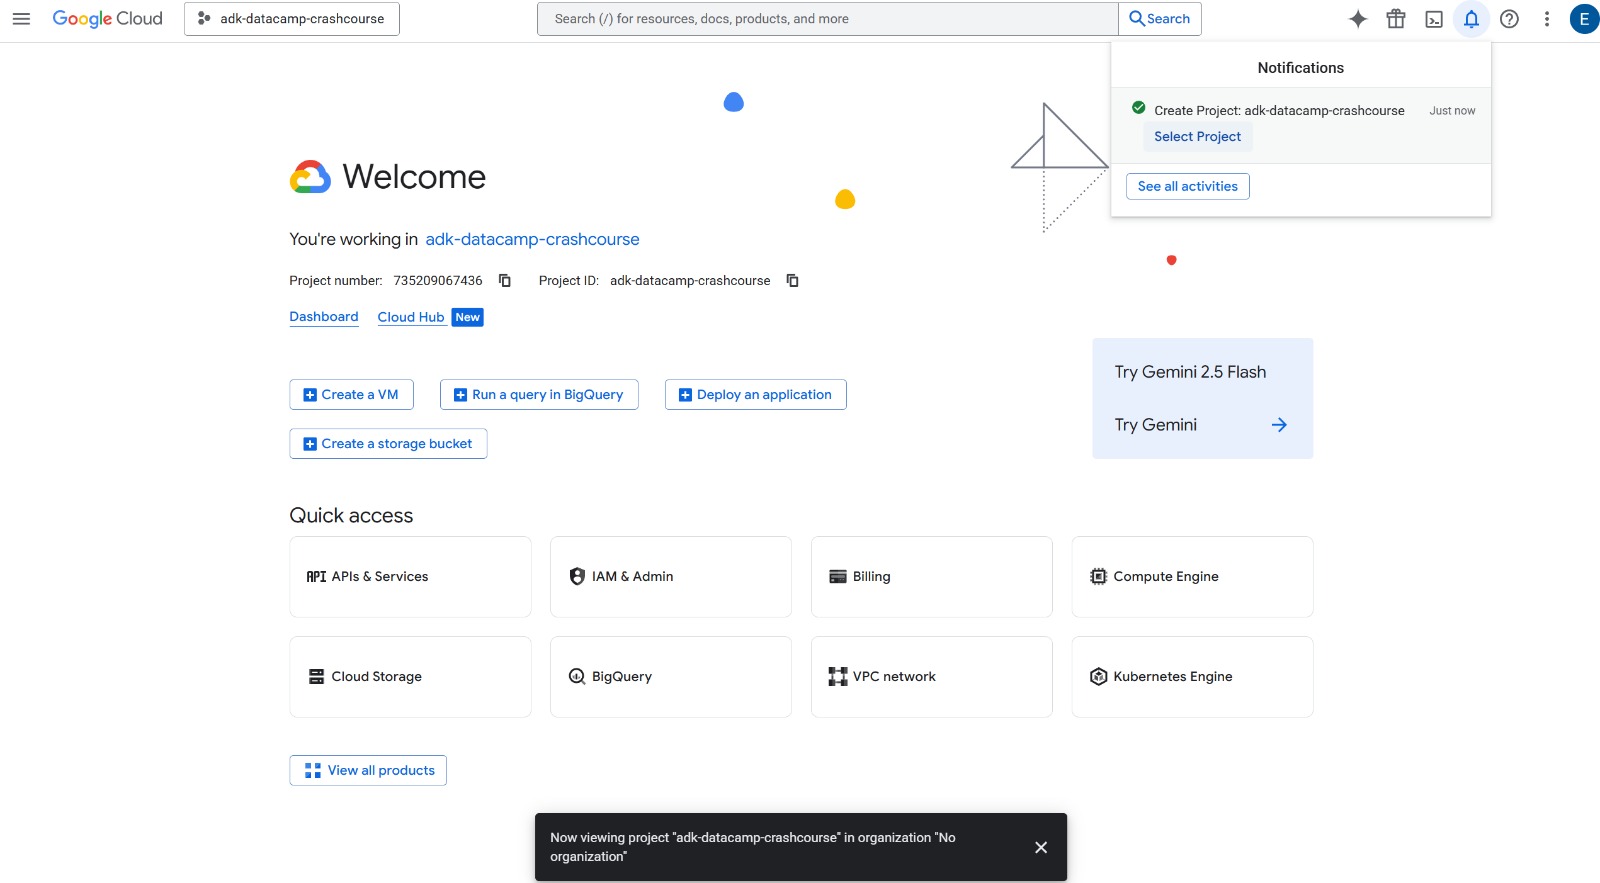 Google Cloud
adk-datacamp-crashcourse
Search (/) for resources, docs, products, and more
Search
E
Notifications
Create Project: adk-datacamp-crashcourse
Just now
Select Project
See all activities
Welcome
You're working in adk-datacamp-crashcourse
Project number: 735209067436 Project ID: adk-datacamp-crashcourse
Dashboard Cloud Hub New
Create a VM
Run a query in BigQuery
Deploy an application
Create a storage bucket
Try Gemini 2.5 Flash
Try Gemini
Quick access
API APIs & Services
IAM & Admin
Billing
Compute Engine
Cloud Storage
BigQuery
VPC network
Kubernetes Engine
View all products
Now viewing project "adk-datacamp-crashcourse" in organization "No
organization"